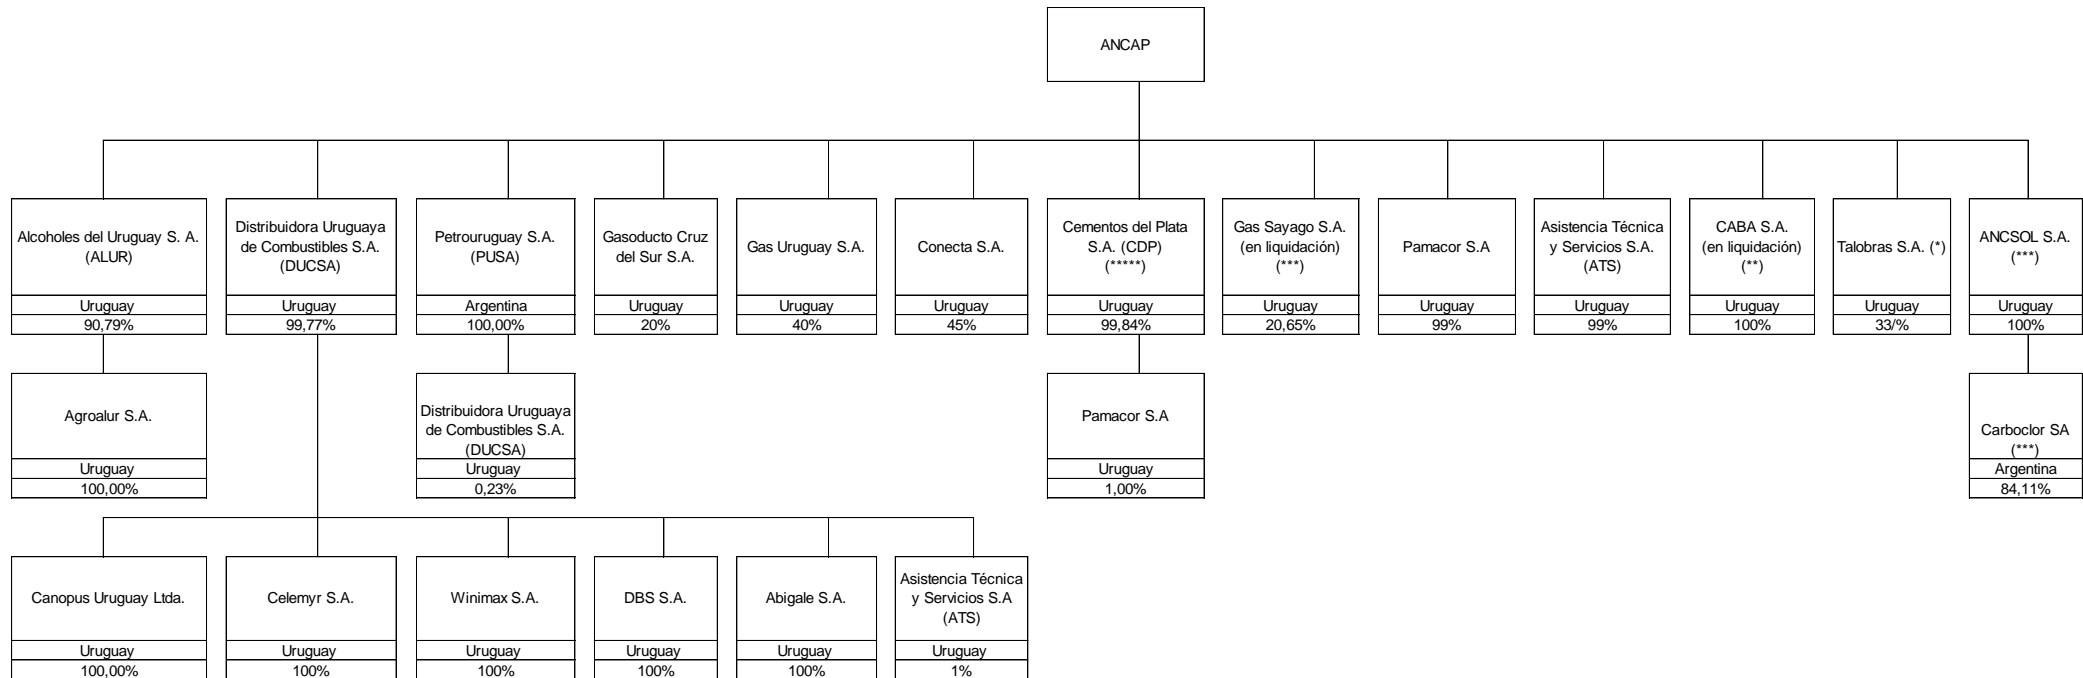 ANCAP
Alcoholes del Uruguay S. A.
(ALUR)
Uruguay
90,79%
Distribuidora Uruguaya
de Combustibles S.A.
(DUCSA)
Uruguay
99,77%
Petrouruguay S.A.
(PUSA)
Argentina
100,00%
Gasoducto Cruz
del Sur S.A.
Uruguay
20%
Gas Uruguay S.A.
Uruguay
40%
Conecta S.A.
Uruguay
45%
Cementos del Plata
S.A. (CDP)
(*****)
Uruguay
99,84%
Gas Sayago S.A.
(en liquidación)
(***)
Uruguay
20,65%
Pamacor S.A
Uruguay
99%
Asistencia Técnica
y Servicios S.A.
(ATS)
Uruguay
99%
CABA S.A.
(en liquidación)
(**)
Uruguay
100%
Talobras S.A. (*)
Uruguay
33/%
ANCSOL S.A.
(***)
Uruguay
100%
Agroalur S.A.
Uruguay
100,00%
Distribuidora Uruguaya
de Combustibles S.A.
(DUCSA)
Uruguay
0,23%
Pamacor S.A
Uruguay
1,00%
Carboclor SA
(***)
Argentina
84,11%
Canopus Uruguay Ltda.
Uruguay
100,00%
Celemyr S.A.
Uruguay
100%
Winimax S.A.
Uruguay
100%
DBS S.A.
Uruguay
100%
Abigale S.A.
Uruguay
100%
Asistencia Técnica
y Servicios S.A
(ATS)
Uruguay
1%